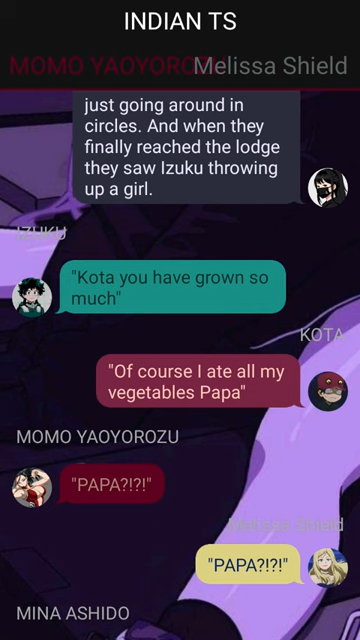 INDIAN TS
MOMO YAOYOROZU
Melissa Shield
just going around in
circles. And when they
finally reached the lodge
they saw Izuku throwing
up a girl.
IZUKU
"Kota you have grown so
much"
KOTA
"Of course I ate all my
vegetables Papa"
MOMO YAOYOROZU
"PAPA?!?!"
Melissa Shield
"PAPA?!?!"
MINA ASHIDO